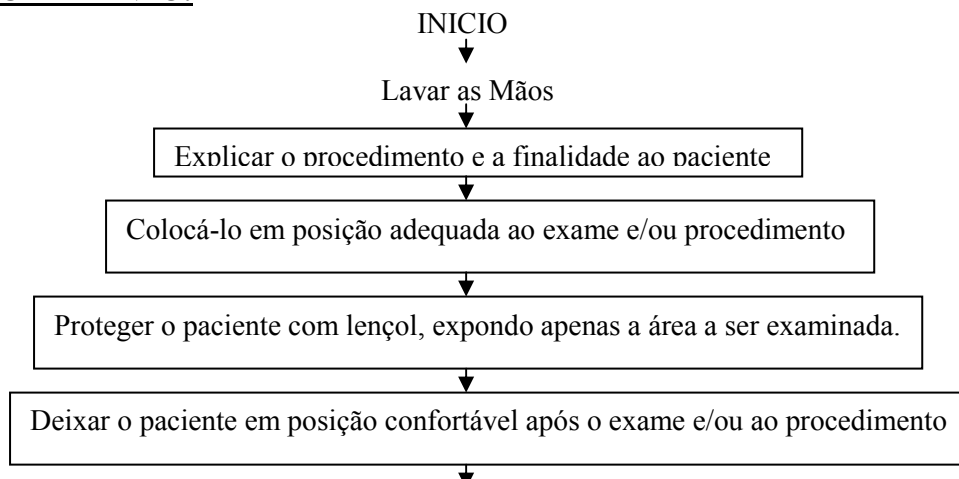 INICIO
Lavar as Mãos
Explicar o procedimento e a finalidade ao paciente
Colocá-lo em posição adequada ao exame e/ou procedimento
Proteger o paciente com lençol, expondo apenas a área a ser examinada.
Deixar o paciente em posição confortável após o exame e/ou ao procedimento